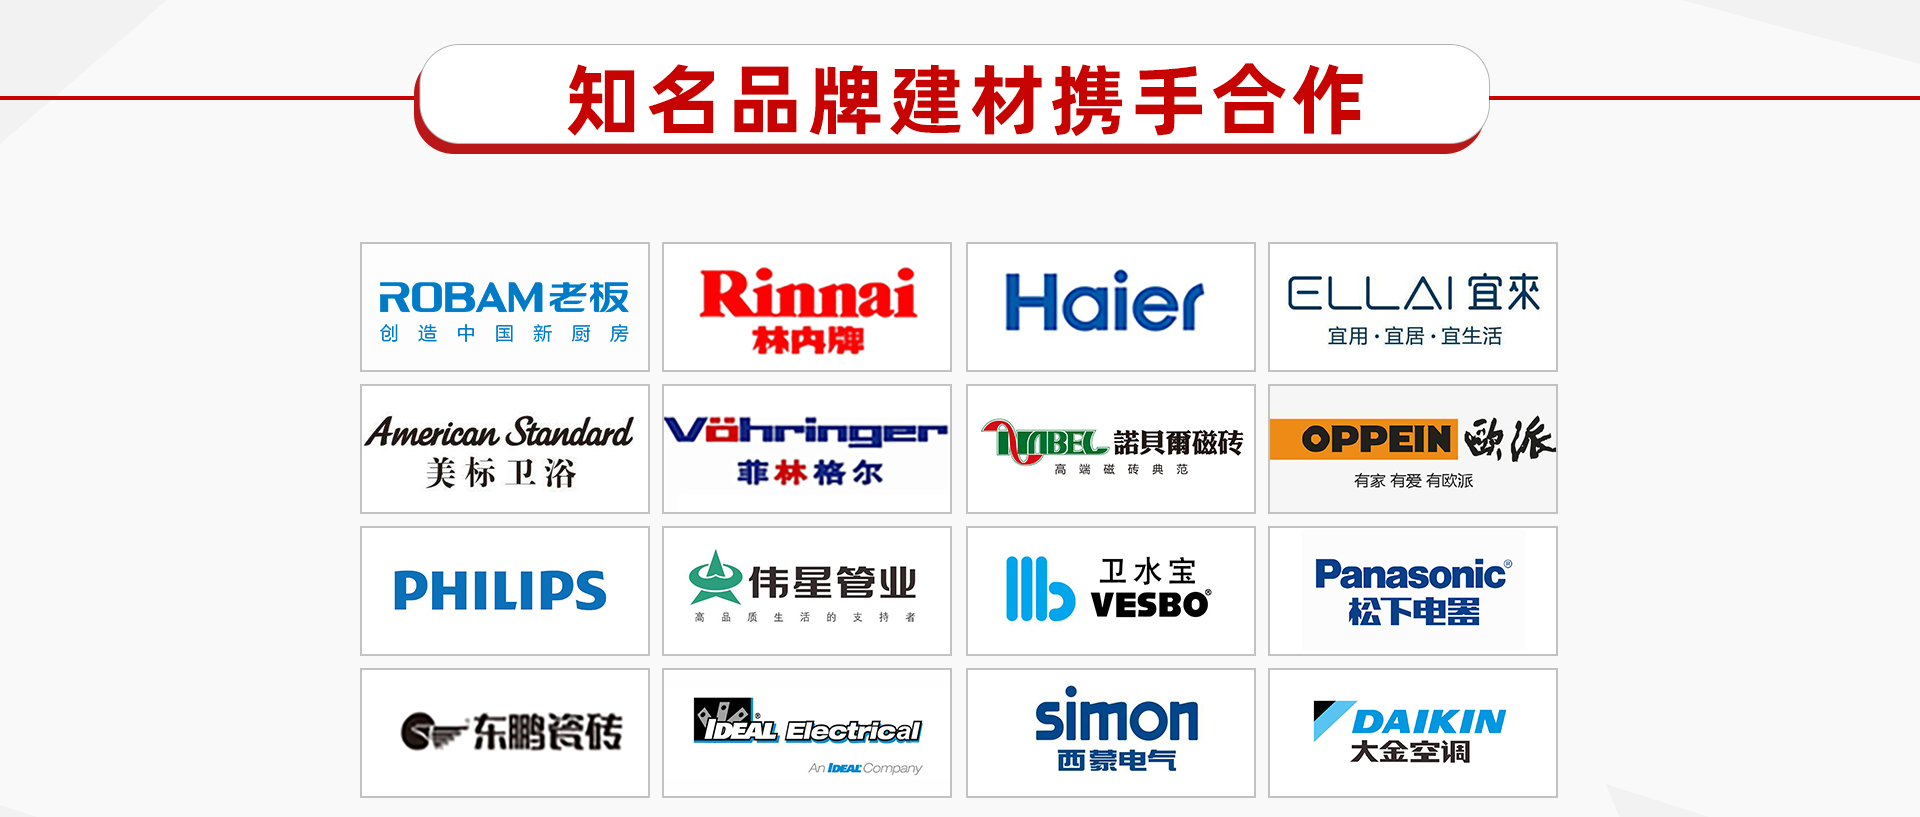 知名品牌建材携手合作
ROBAM老板
创造中国新厨房
Rinnai
林内牌
Haier
ELLAI 宜來
宜用·宜居·宜生活
American Standard
美标卫浴
Vöhringer
菲林格尔
NABEL 諾貝爾磁砖
高端磁砖典范
OPPEIN 歐派
有家 有爱 有欧派
PHILIPS
伟星管业
高品质生活的支持者
卫水宝
VESBO®
Panasonic®
松下电器
东鹏瓷砖
IDEAL® Electrical
An IDEAL Company
simon
西蒙电气
DAIKIN
大金空调